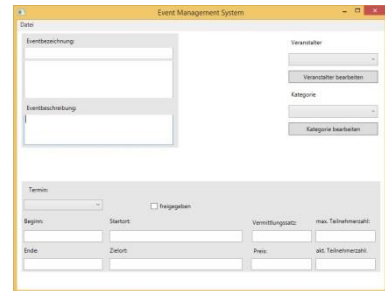 Event Management System
Datei
Eventbezeichnung:
Veranstalter
Veranstalter bearbeiten
Kategorie
Eventbeschreibung:
Kategorie bearbeiten
Termin:
freigegeben
Beginn:
Startort:
Vermittlungssatz:
max. Teilnehmerzahl:
Ende:
Zielort:
Preis:
akt. Teilnehmerzahl: